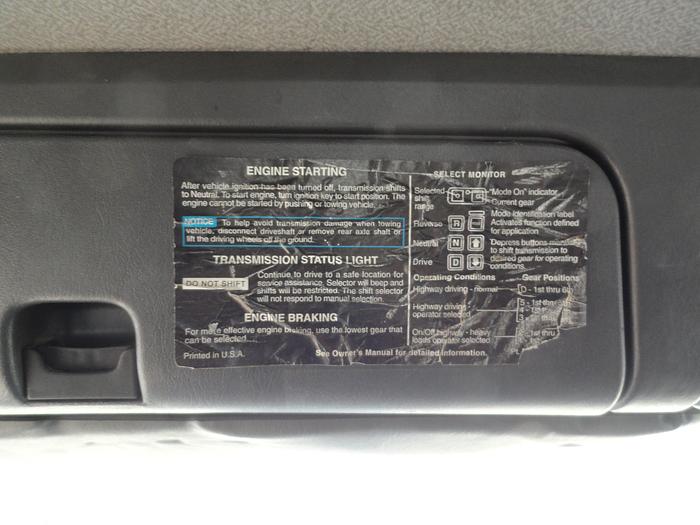 ENGINE STARTING
After vehicle ignition has been turned off, transmission shifts
to Neutral. To start engine, turn ignition key to start position. The
engine cannot be started by pushing or towing vehicle.
NOTICE To help avoid transmission damage when towing
vehicle, disconnect driveshaft or remove rear axle shaft or
lift the driving wheels off the ground.
TRANSMISSION STATUS LIGHT
DO NOT SHIFT
Continue to drive to a safe location for
service assistance. Selector will beep and
shifts will be restricted. The shift selector
will not respond to manual selection.
ENGINE BRAKING
For more effective engine braking, use the lowest gear that
can be selected.
Printed in U.S.A.
See Owner's Manual for detailed information.
SELECT MONITOR
Selected
shift
range
"Mode On" indicator
Current gear
Reverse R
Mode Identification label
Activates function defined
for application.
Neutral N
Depress buttons
to shift transmission to
desired gear for operating
conditions.
Drive D
Operating Conditions Gear Positions
Highway driving - normal D - 1st thru
Highway driving -
operator selected
5 - 1st thru
4 - 1st
3 - 1st
On/Off highway - heavy
loads operator selected
1st thru